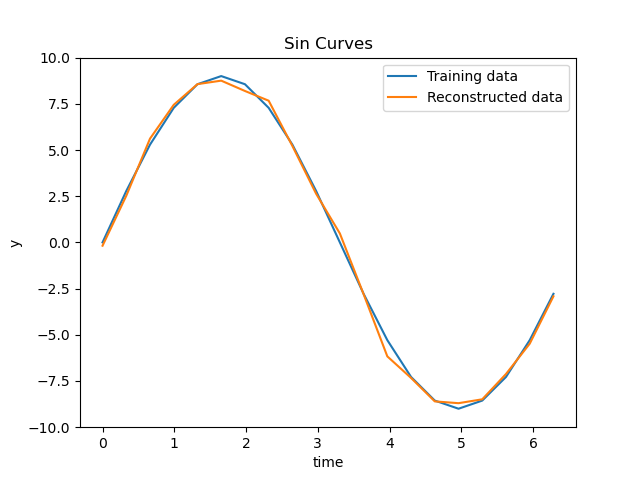 Sin Curves
Training data
Reconstructed data
10.0
7.5
5.0
2.5
0.0
−2.5
−5.0
−7.5
−10.0
y
0 1 2 3 4 5 6
time